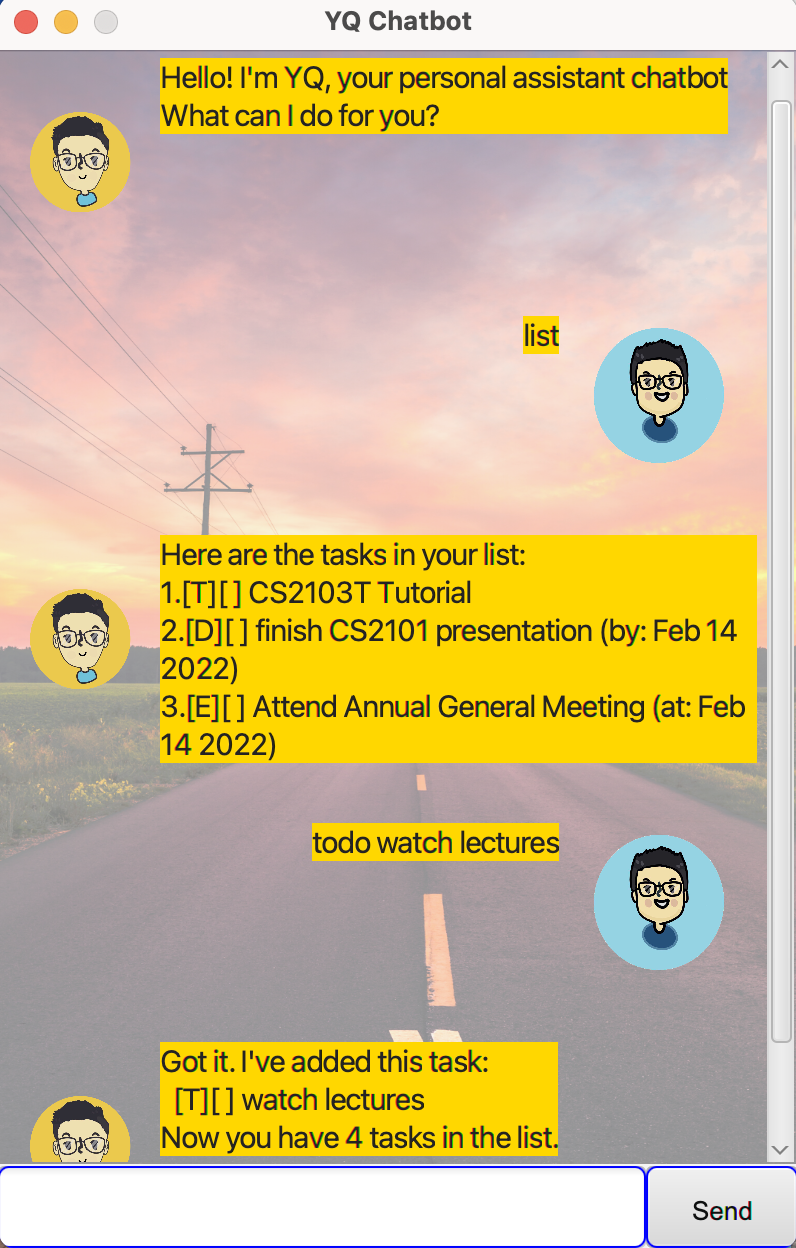 YQ Chatbot
Hello! I'm YQ, your personal assistant chatbot
What can I do for you?
list
Here are the tasks in your list:
1.[T][ ] CS2103T Tutorial
2.[D][ ] finish CS2101 presentation (by: Feb 14
2022)
3.[E][ ] Attend Annual General Meeting (at: Feb
14 2022)
todo watch lectures
Got it. I've added this task:
[T][ ] watch lectures
Now you have 4 tasks in the list.
Send